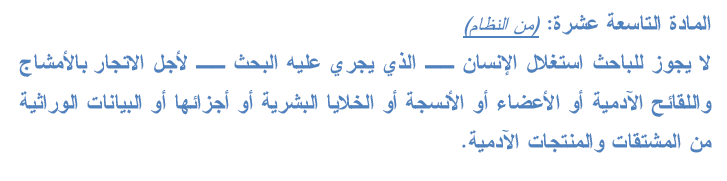 المادة التاسعة عشرة: (من النظام)
لا يجوز للباحث استغلال الإنسان ــــ الذي يجري عليه البحث ــــ لأجل الاتجار بالأمشاج
واللقائح الآدمية أو الأعضاء أو الأنسجة أو الخلايا البشرية أو أجزائها أو البيانات الوراثية
من المشتقات والمنتجات الآدمية.